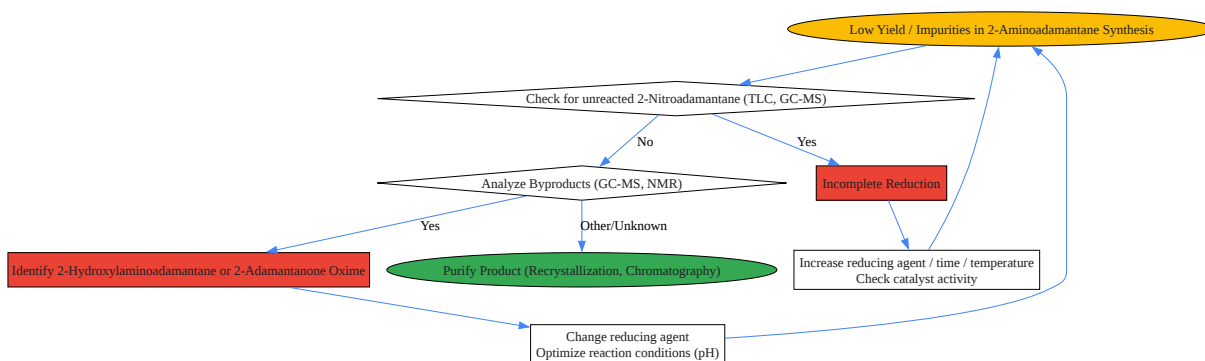 Low Yield / Impurities in 2-Aminoadamantane Synthesis
Check for unreacted 2-Nitroadamantane (TLC, GC-MS)
No
Yes
Analyze Byproducts (GC-MS, NMR)
Incomplete Reduction
Yes
Other/Unknown
Identify 2-Hydroxylaminoadamantane or 2-Adamantanone Oxime
Purify Product (Recrystallization, Chromatography)
Increase reducing agent / time / temperature
Check catalyst activity
Change reducing agent
Optimize reaction conditions (pH)